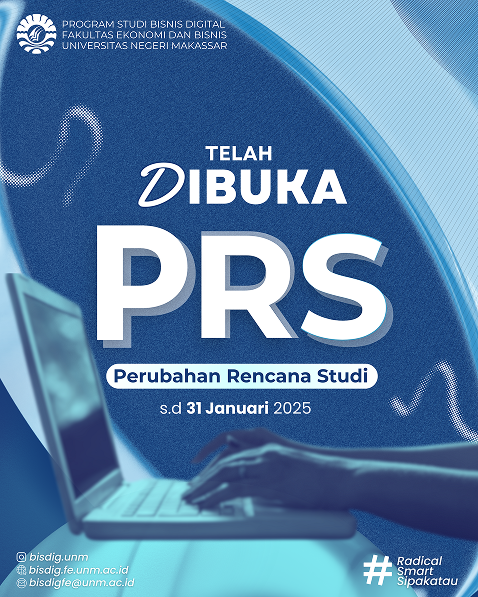 PROGRAM STUDI BISNIS DIGITAL
FAKULTAS EKONOMI DAN BISNIS
UNIVERSITAS NEGERI MAKASSAR
TELAH
DIBUKA
PRS
Perubahan Rencana Studi
s.d 31 Januari 2025
bisdig.unm
bisdig.fe.unm.ac.id
bisdigfe@unm.ac.id
# Radical
Smart
Sipakatau